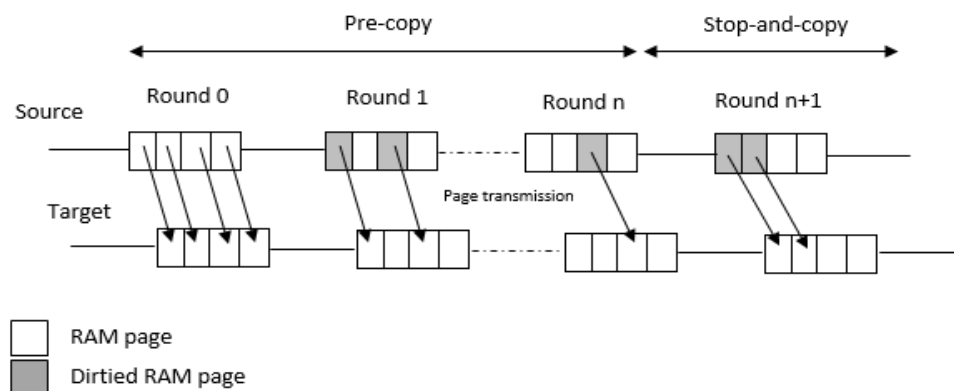 Pre-copy
Stop-and-copy
Round 0
Round 1
Round n
Round n+1
Source
Page transmission
Target
RAM page
Dirtied RAM page